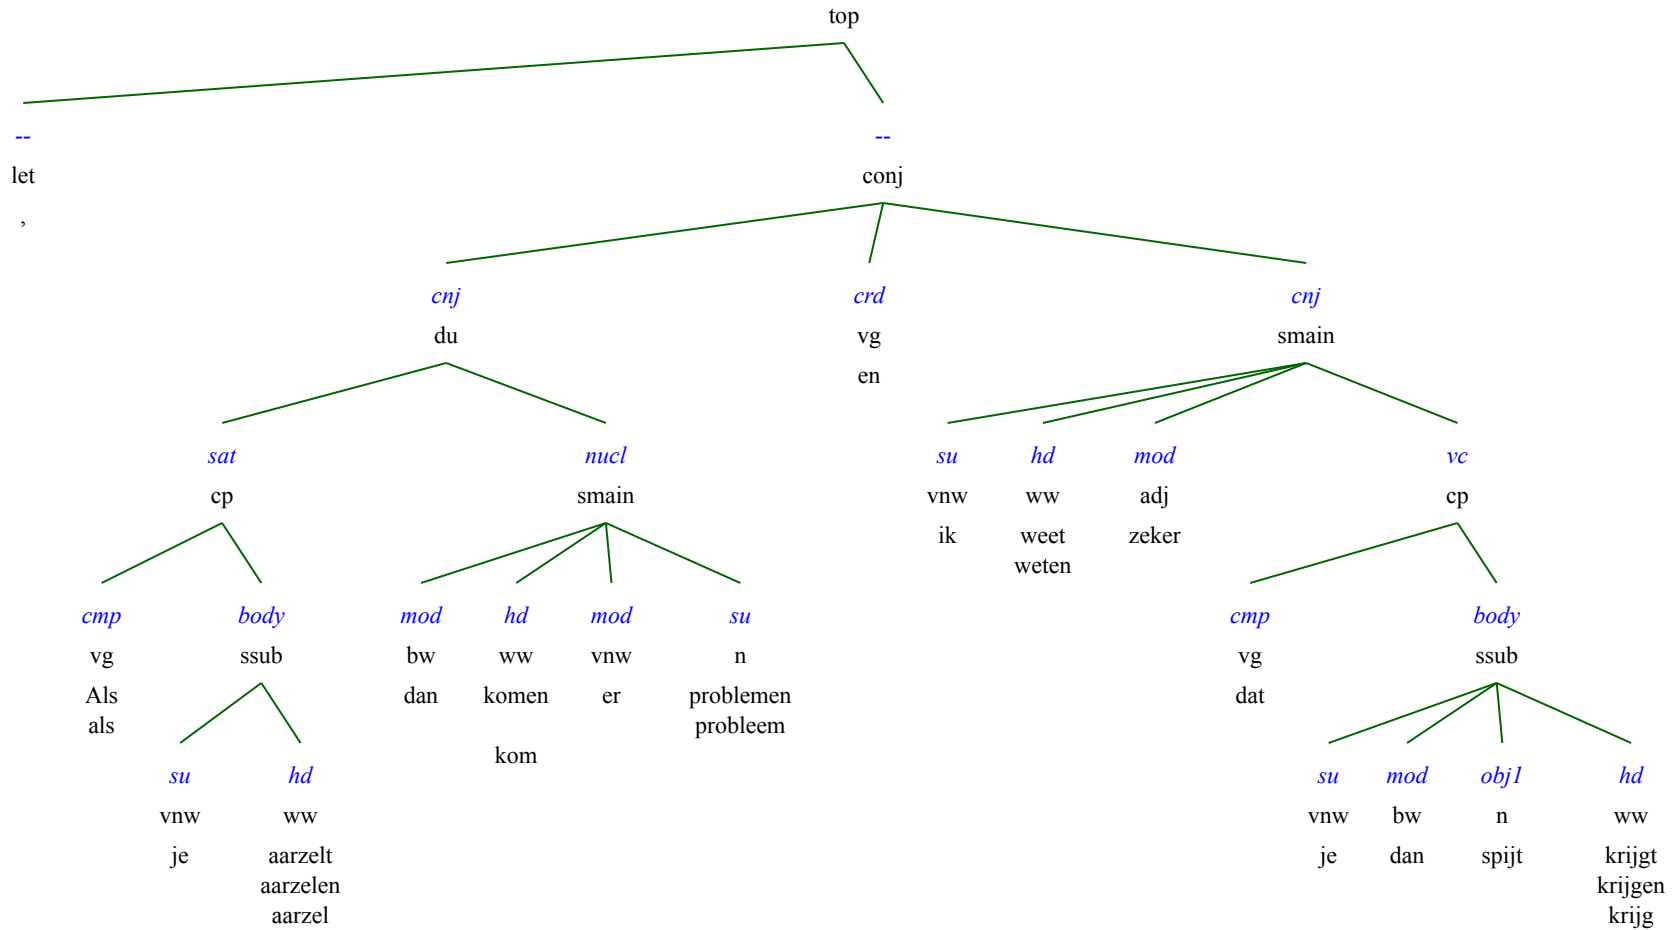 top
-- --
let conj
,
cnj crd cnj
du vg smain
en
sat nucl su hd mod vc
cp smain vnw ww adj cp
ik weet zeker
weten
cmp body mod hd mod su cmp body
vg ssub bw ww vnw n vg ssub
Als dan komen er problemen dat
als probleem
kom
su hd su mod obj1 hd
vnw ww vnw bw n ww
je aarzelt je dan spijt krijgt
aarzelen krijgen
aarzel krijg